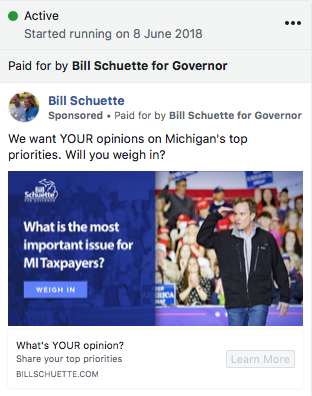 Active
Started running on 8 June 2018
Paid for by Bill Schuette for Governor
Bill Schuette
Sponsored • Paid for by Bill Schuette for Governor
We want YOUR opinions on Michigan's top
priorities. Will you weigh in?
Bill
Schuette
FOR GOVERNOR
What is the most
important issue for
MI Taxpayers?
WEIGH IN
What's YOUR opinion?
Share your top priorities
BILLSCHUETTE.COM
Learn More